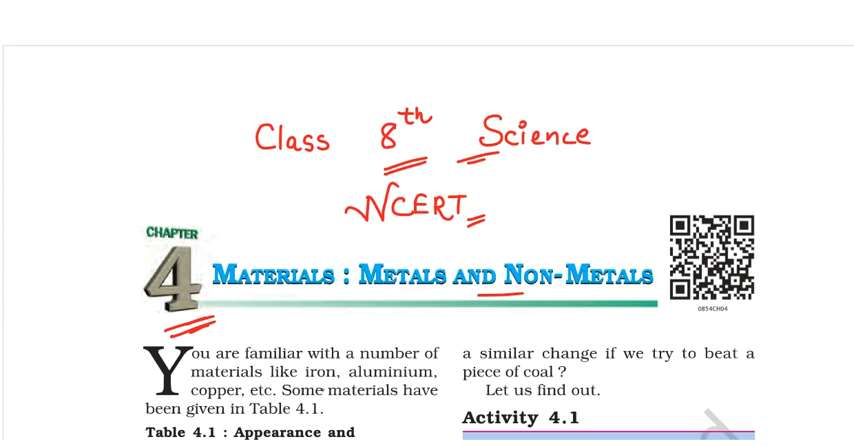 Class 8th Science
NCERT
CHAPTER
4
MATERIALS : METALS AND NON-METALS
0854CH04
You are familiar with a number of
materials like iron, aluminium,
copper, etc. Some materials have
been given in Table 4.1.
Table 4.1 : Appearance and
a similar change if we try to beat a
piece of coal ?
Let us find out.
Activity 4.1
d